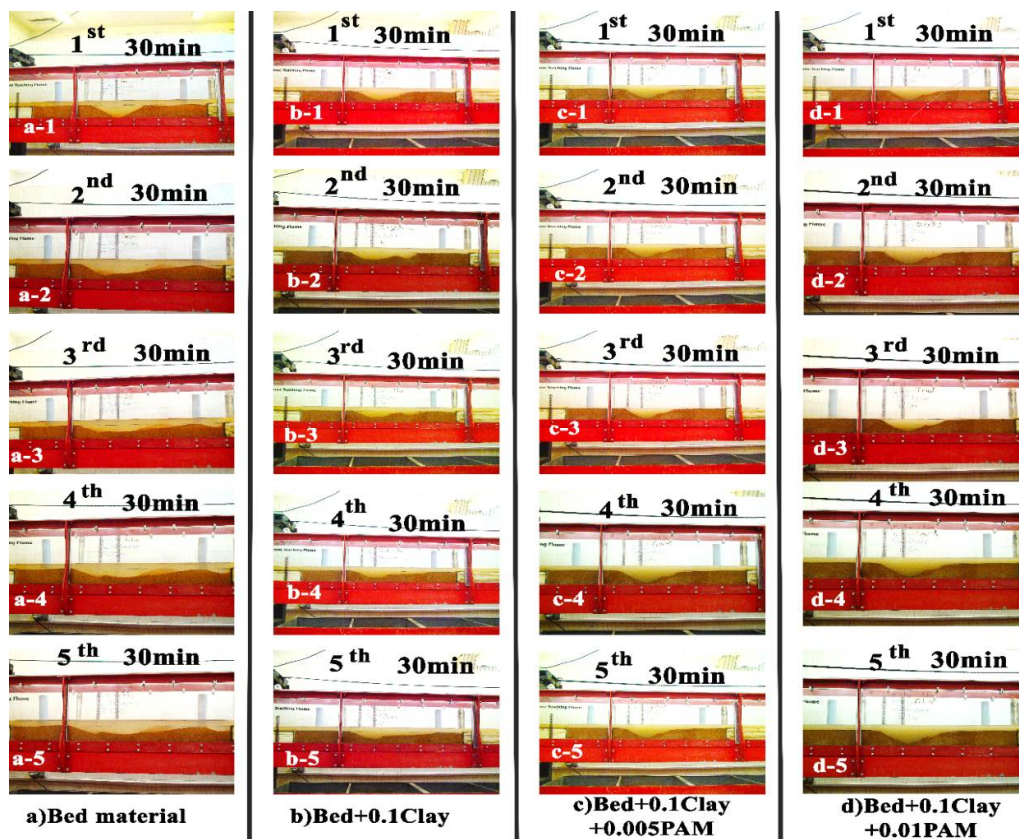 1st 30min
a-1
1st 30min
b-1
1st 30min
c-1
1st 30min
d-1
2nd 30min
a-2
2nd 30min
b-2
2nd 30min
c-2
2nd 30min
d-2
3rd 30min
a-3
3rd 30min
b-3
3rd 30min
c-3
3rd 30min
d-3
4th 30min
a-4
4th 30min
b-4
4th 30min
c-4
4th 30min
d-4
5th 30min
a-5
5th 30min
b-5
5th 30min
c-5
5th 30min
d-5
a)Bed material
b)Bed+0.1Clay
c)Bed+0.1Clay
+0.005PAM
d)Bed+0.1Clay
+0.01PAM